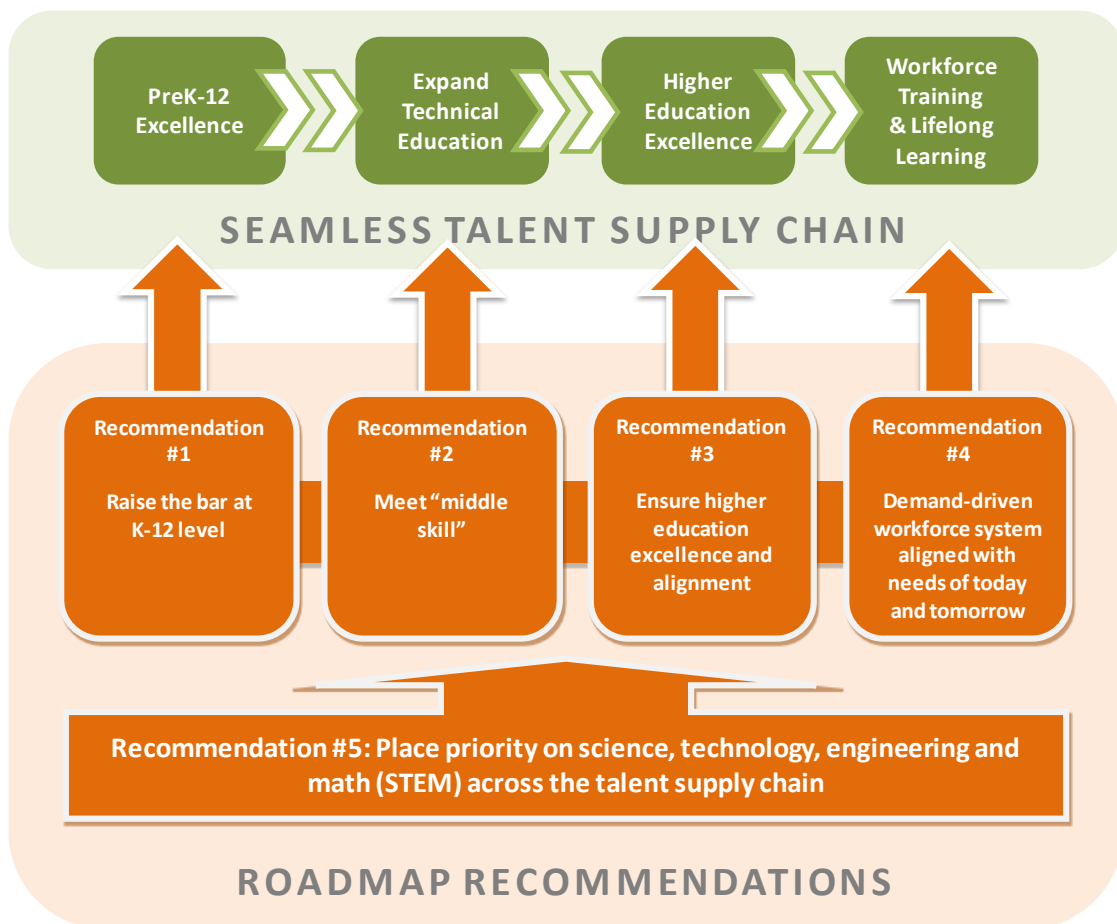 PreK-12
Excellence
Expand
Technical
Education
Higher
Education
Excellence
Workforce
Training
& Lifelong
Learning
SEAMLESS TALENT SUPPLY CHAIN
Recommendation
#1
Raise the bar at
K-12 level
Recommendation
#2
Meet “middle
skill”
Recommendation
#3
Ensure higher
education
excellence and
alignment
Recommendation
#4
Demand-driven
workforce system
aligned with
needs of today
and tomorrow
Recommendation #5: Place priority on science, technology, engineering and
math (STEM) across the talent supply chain
ROADMAP RECOMMENDATIONS